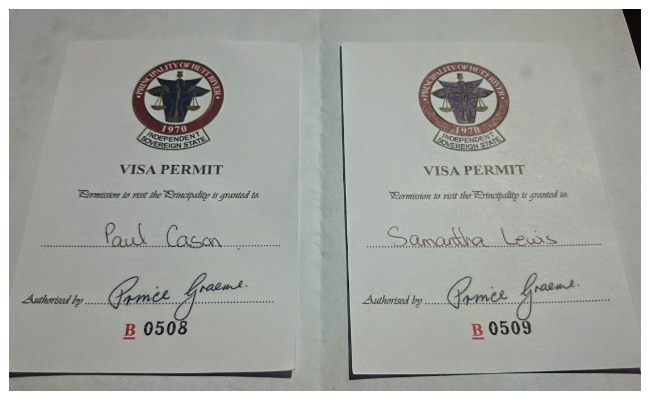 PRINCIPALITY OF HUTT RIVER
1970
INDEPENDENT
SOVEREIGN STATE
VISA PERMIT
Permission to visit the Principality is granted to:
Paul Cason
Authorised by Prince Graeme.
B 0508
PRINCIPALITY OF HUTT RIVER
1970
INDEPENDENT
SOVEREIGN STATE
VISA PERMIT
Permission to visit the Principality is granted to:
Samantha Lewis
Authorised by Prince Graeme.
B 0509